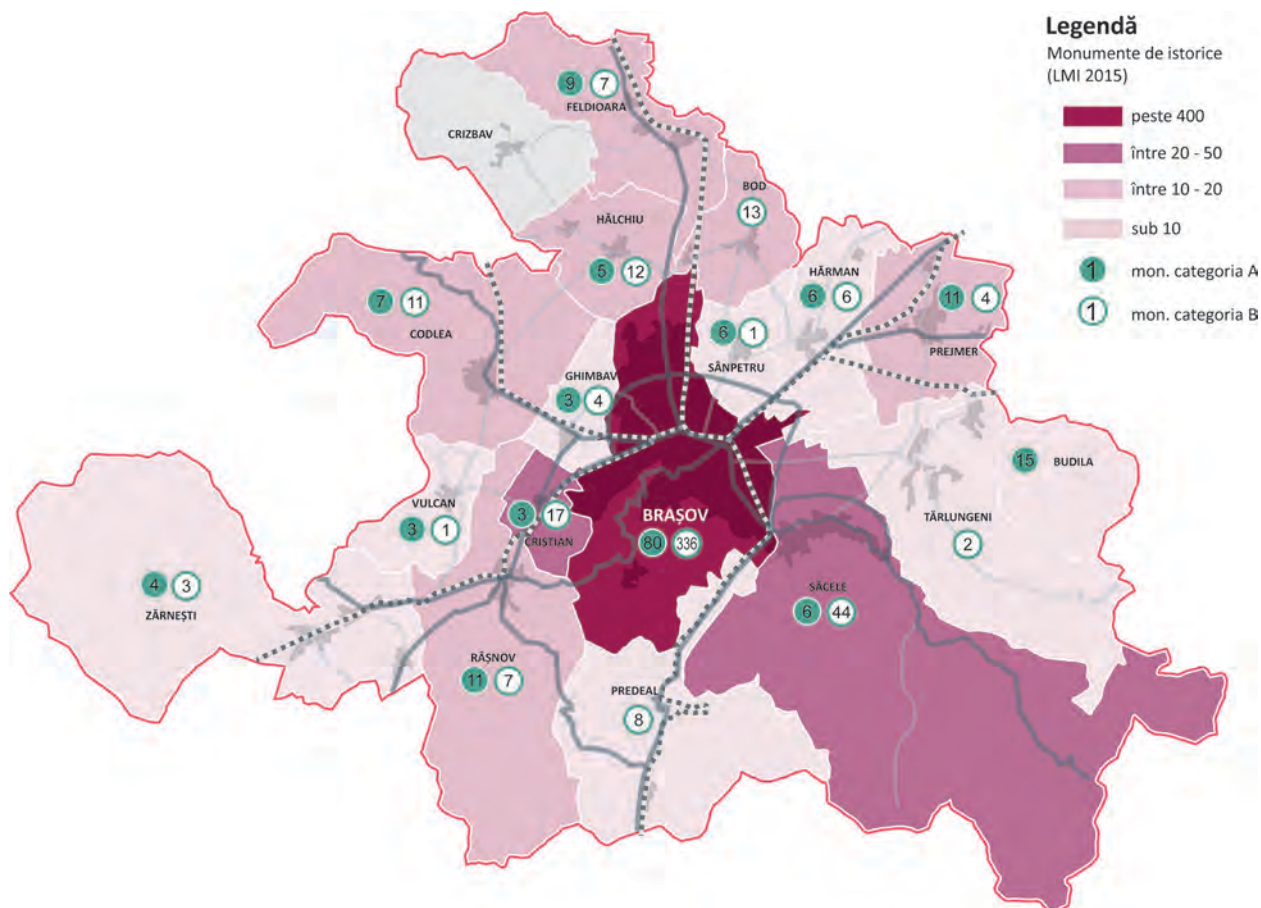 Legendă
Monumente de istorice
(LMI 2015)
peste 400
între 20 - 50
între 10 - 20
sub 10
1 mon. categoria A
1 mon. categoria B
9 7
FELDIOARA
CRIZBAV
BOD
13
HĂLCHIU
5 12
HĂRMAN
6 6
7 11
CODLEA
11 4
PREJMER
6 1
SÂNPETRU
GHIMBAV
3 4
15 BUDILA
VULCAN
3 1
3 17
CRISTIAN
BRAȘOV
80 336
TĂRLUNGENI
2
4 3
ZĂRNEȘTI
SĂCELE
6 44
RÂȘNOV
11 7
PREDEAL
8